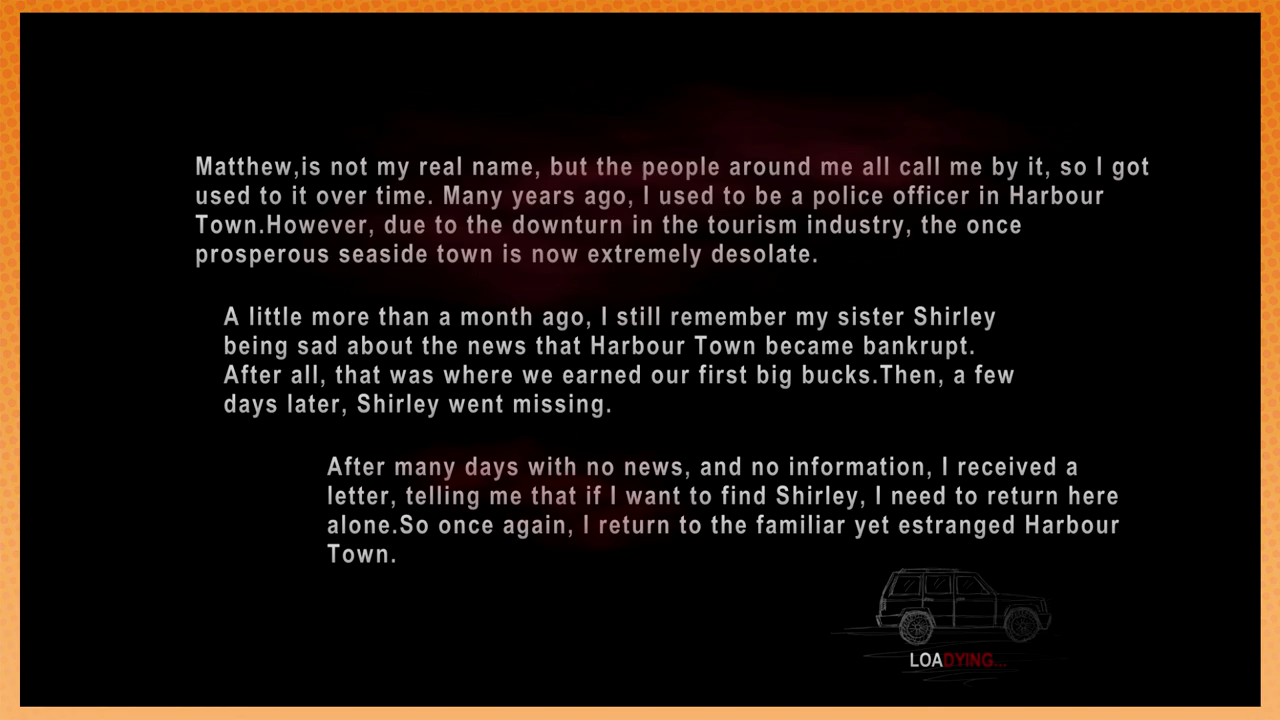 Matthew,is not my real name, but the people around me all call me by it, so I got
used to it over time. Many years ago, I used to be a police officer in Harbour
Town.However, due to the downturn in the tourism industry, the once
prosperous seaside town is now extremely desolate.
A little more than a month ago, I still remember my sister Shirley
being sad about the news that Harbour Town became bankrupt.
After all, that was where we earned our first big bucks.Then, a few
days later, Shirley went missing.
After many days with no news, and no information, I received a
letter, telling me that if I want to find Shirley, I need to return here
alone.So once again, I return to the familiar yet estranged Harbour
Town.
LOADYING...